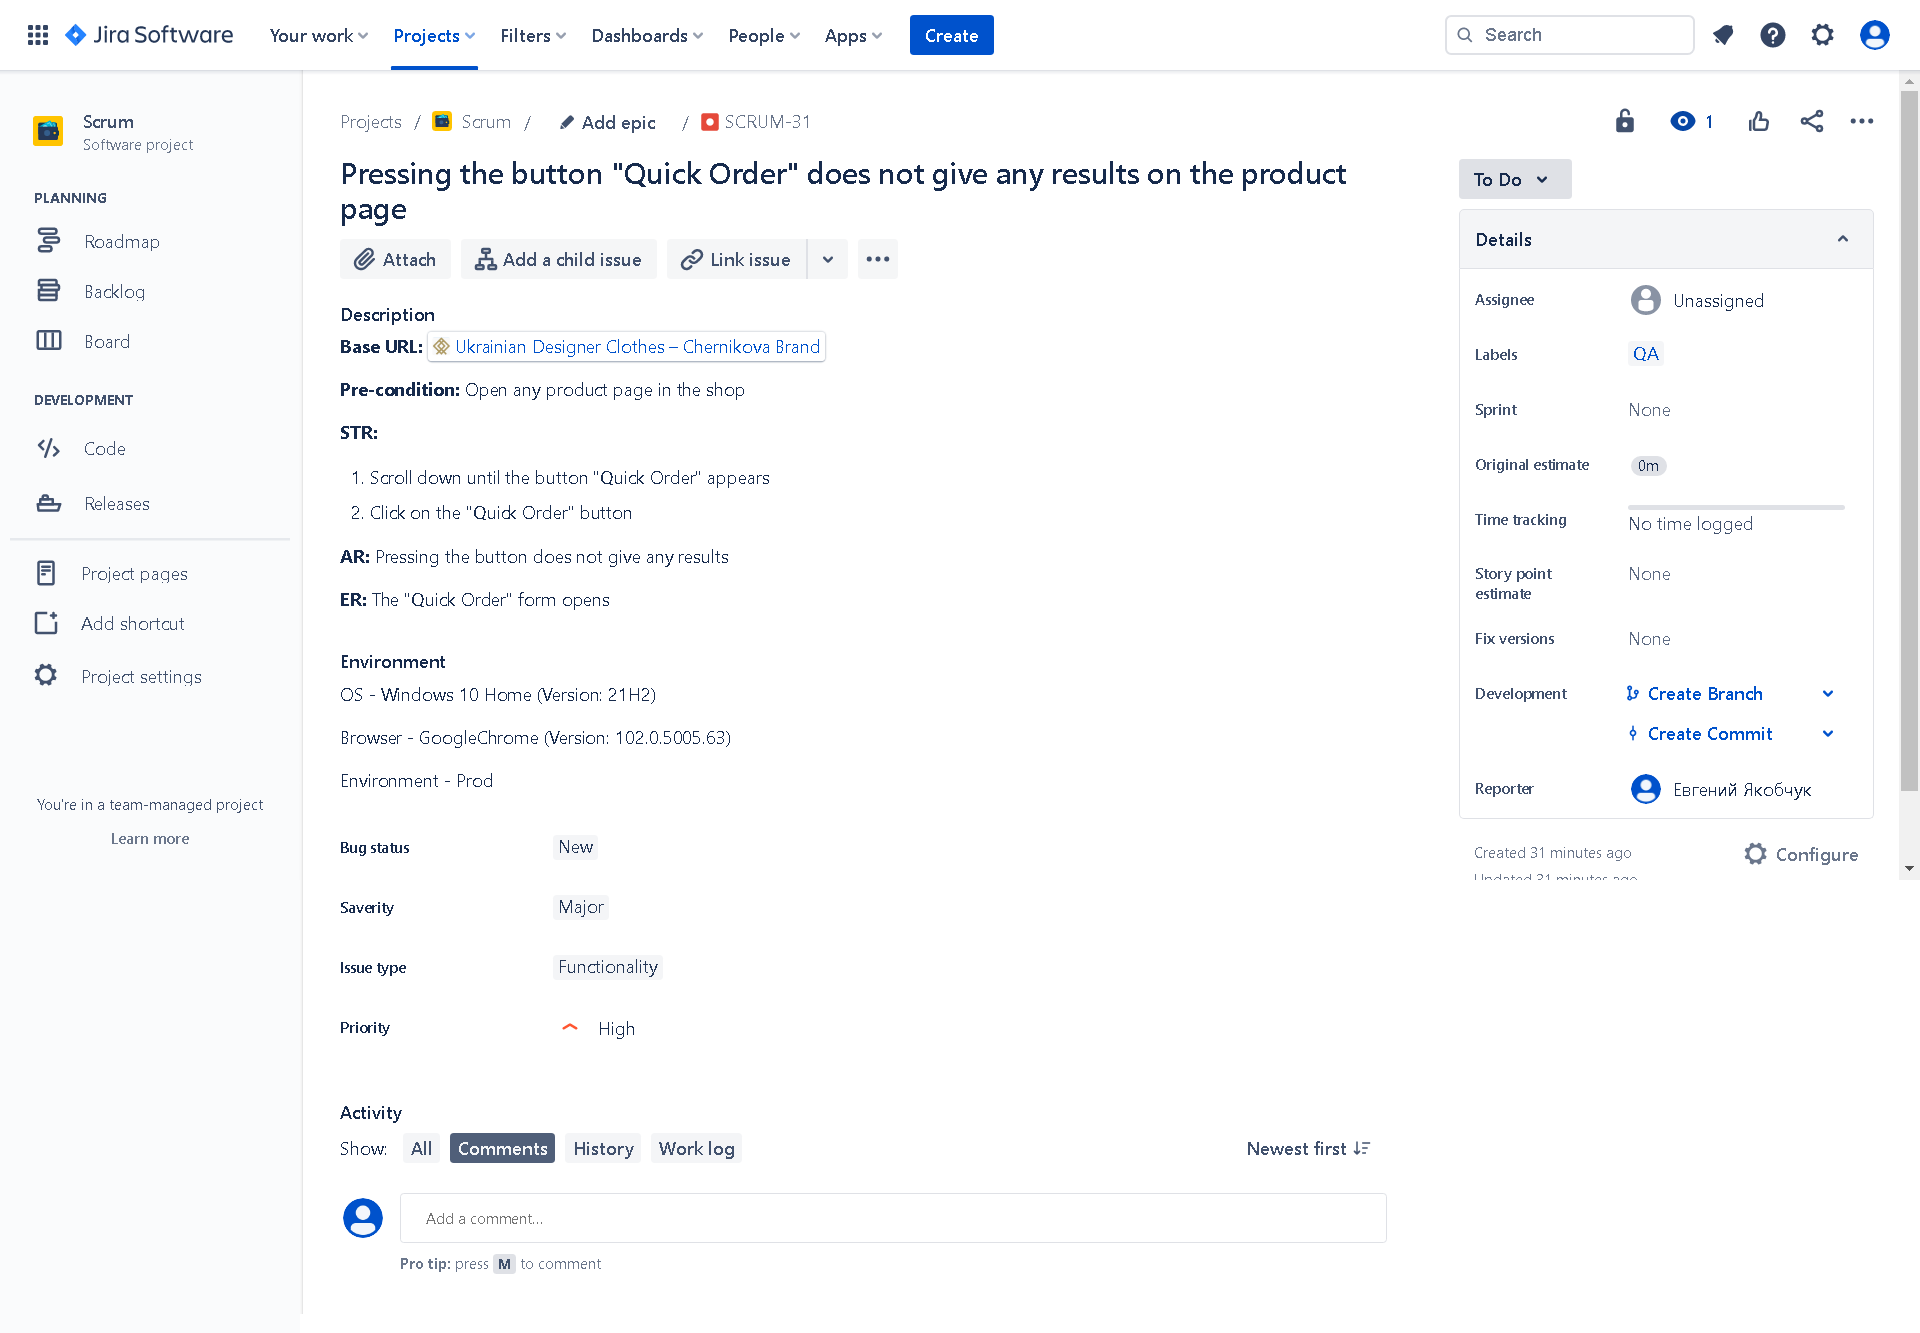 Jira Software
Your work
Projects
Filters
Dashboards
People
Apps
Create
Search
Scrum
Software project
PLANNING
Roadmap
Backlog
Board
DEVELOPMENT
Code
Releases
Project pages
Add shortcut
Project settings
You're in a team-managed project
Learn more
Projects / Scrum / Add epic / SCRUM-31
1
Pressing the button "Quick Order" does not give any results on the product
page
Attach
Add a child issue
Link issue
Description
Base URL: Ukrainian Designer Clothes – Chernikova Brand
Pre-condition: Open any product page in the shop
STR:
1. Scroll down until the button "Quick Order" appears
2. Click on the "Quick Order" button
AR: Pressing the button does not give any results
ER: The "Quick Order" form opens
Environment
OS - Windows 10 Home (Version: 21H2)
Browser - GoogleChrome (Version: 102.0.5005.63)
Environment - Prod
Bug status New
Saverity Major
Issue type Functionality
Priority High
Activity
Show: All Comments History Work log
Newest first
Add a comment...
Pro tip: press M to comment
To Do
Details
Assignee Unassigned
Labels QA
Sprint None
Original estimate 0m
Time tracking No time logged
Story point
estimate
None
Fix versions None
Development Create Branch
Create Commit
Reporter Евгений Якобчук
Created 31 minutes ago
Updated 31 minutes ago
Configure